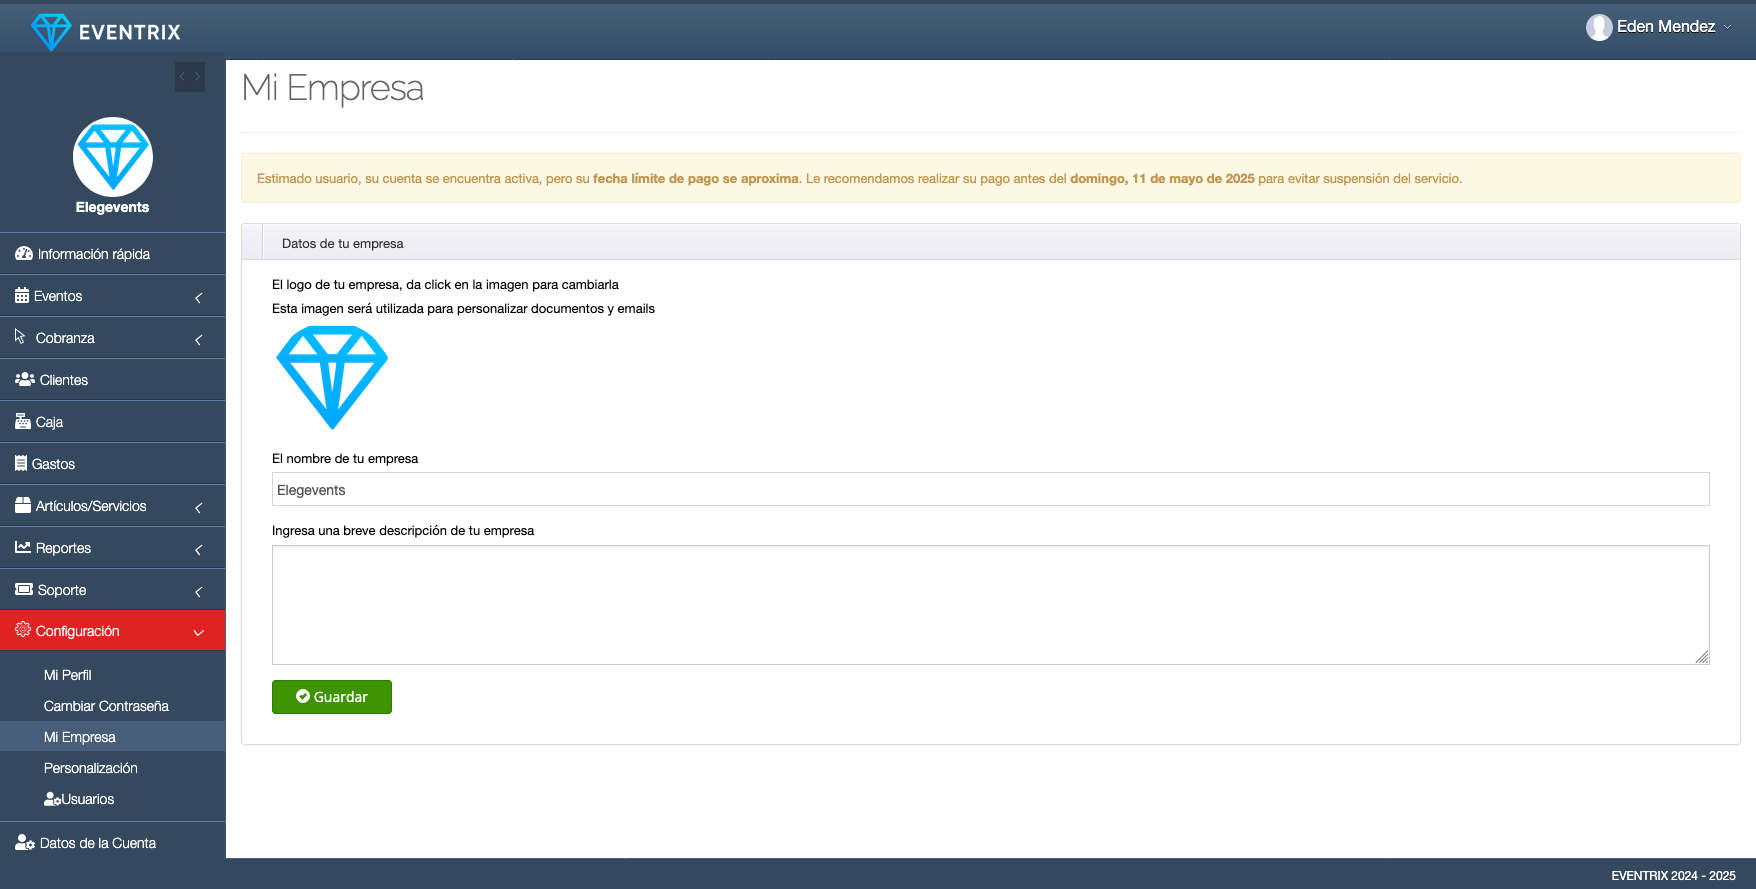 EVENTRIX
Eden Mendez
Elegevents
Información rápida
Eventos
Cobranza
Clientes
Caja
Gastos
Artículos/Servicios
Reportes
Soporte
Configuración
Mi Perfil
Cambiar Contraseña
Mi Empresa
Personalización
Usuarios
Datos de la Cuenta
Mi Empresa
Estimado usuario, su cuenta se encuentra activa, pero su fecha límite de pago se aproxima. Le recomendamos realizar su pago antes del domingo, 11 de mayo de 2025 para evitar suspensión del servicio.
Datos de tu empresa
El logo de tu empresa, da click en la imagen para cambiarla
Esta imagen será utilizada para personalizar documentos y emails
El nombre de tu empresa
Elegevents
Ingresa una breve descripción de tu empresa
Guardar
EVENTRIX 2024 - 2025